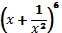 (x + 1/x²)⁶